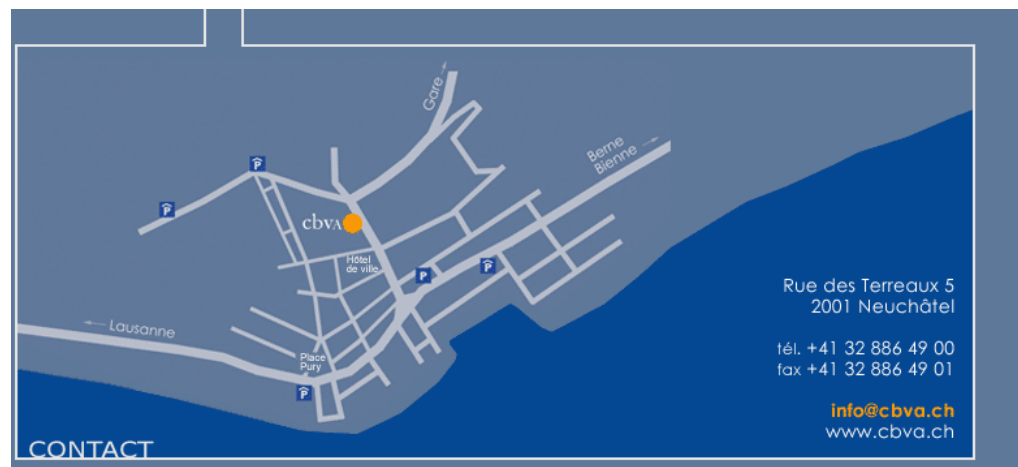 Gare →
Berne →
Bienne
P
P
cbvA
Hôtel
de ville
P
P
← Lausanne
Place
Pury
P
Rue des Terreaux 5
2001 Neuchâtel
tél. +41 32 886 49 00
fax +41 32 886 49 01
info@cbva.ch
www.cbva.ch
CONTACT